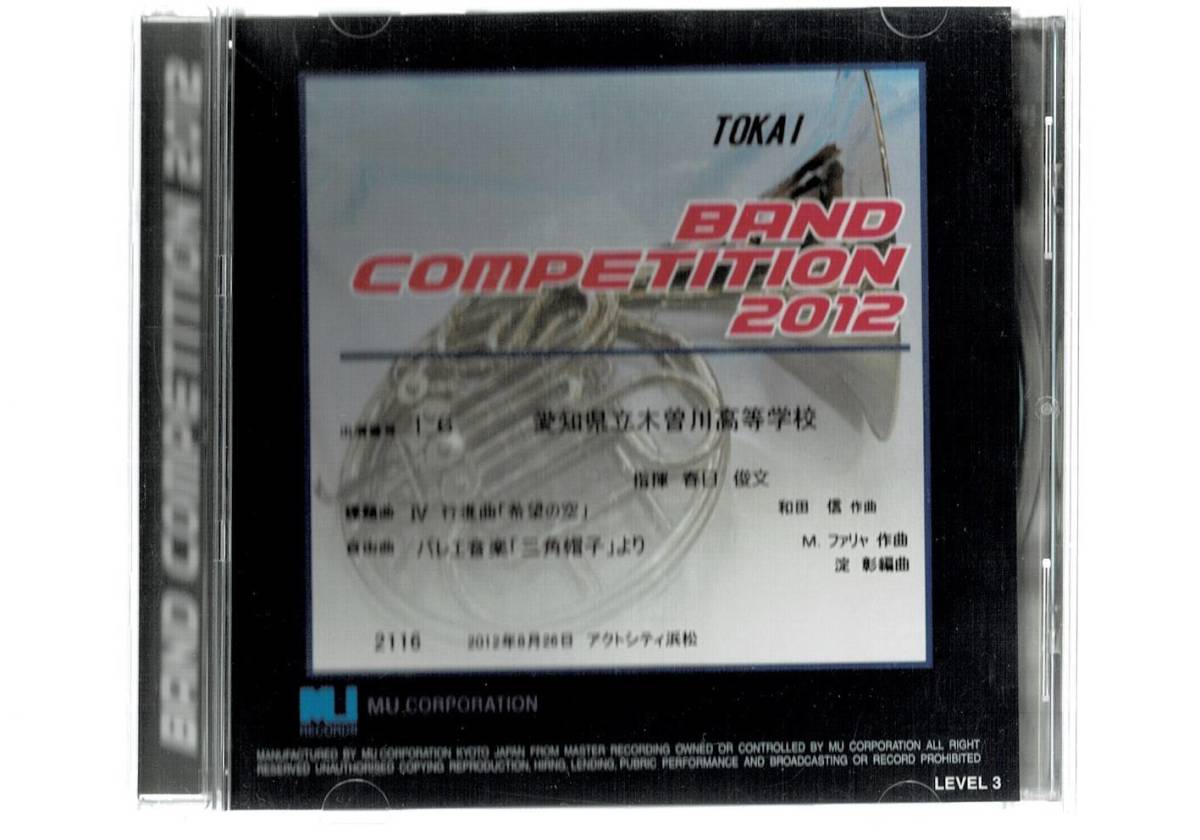 BAND COMPETITION 2012
TOKAI
BAND
COMPETITION
2012
出演順番 愛知県立木曽川高等学校
指揮 春日 俊文
課題曲 Ⅳ 行進曲「希望の空」 和田 信 作曲
自由曲 バレエ音楽「三角帽子」より M. ファリャ 作曲
淀 彰編曲
2116 2012年8月26日 アクトシティ浜松
MU
RECORDS
MU.CORPORATION
MANUFACTURED BY MU.CORPORATION KYOTO JAPAN FROM MASTER RECORDING OWNED OR CONTROLLED BY MU CORPORATION ALL RIGHT
RESERVED UNAUTHORISED COPYING REPRODUCTION, HIRING, LENDING, PUBRIC PERFORMANCE AND BROADCASTING OR RECORD PROHIBITED
LEVEL 3